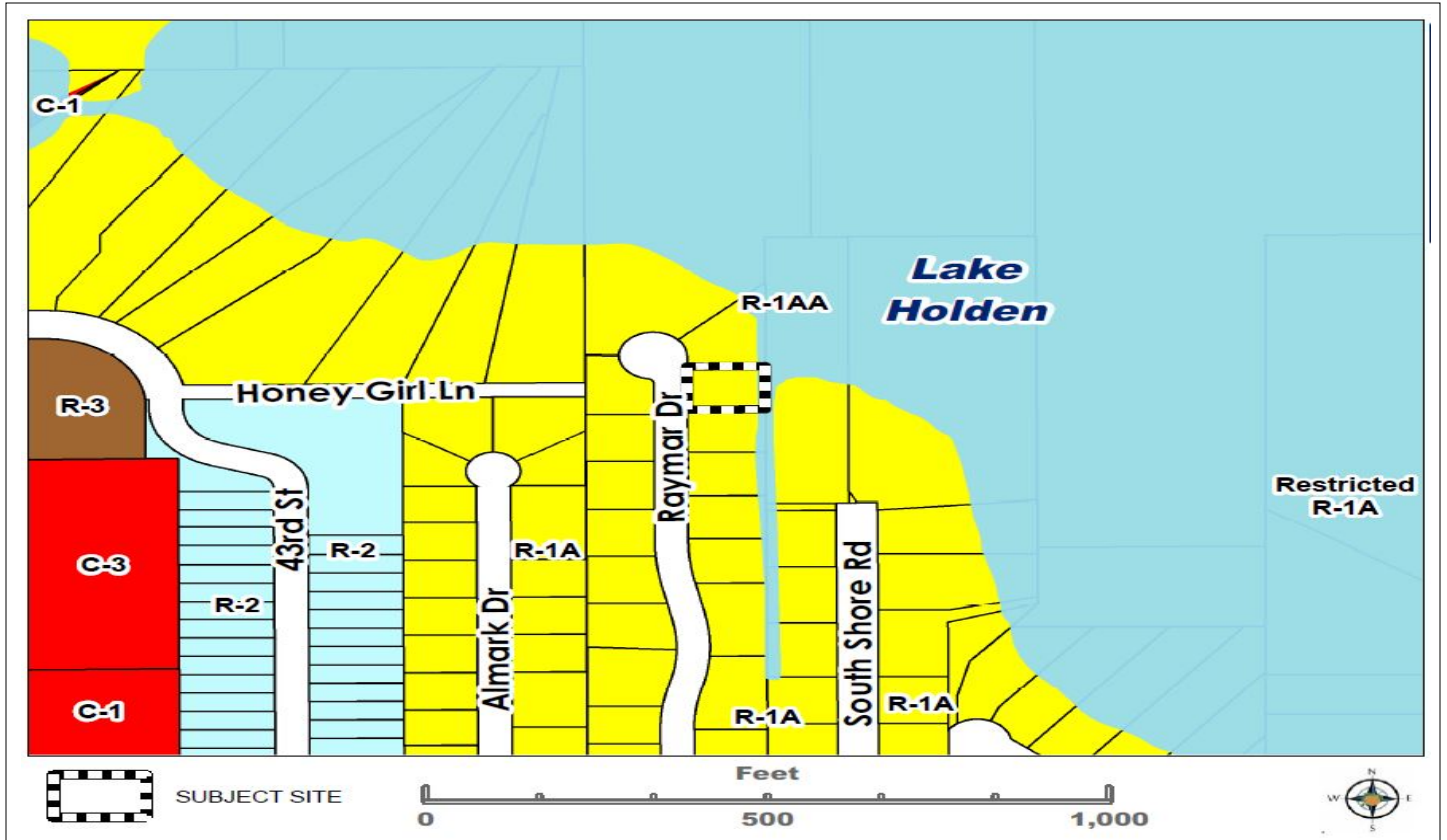 C-1
Lake
Holden
R-1AA
Honey Girl Ln
R-3
Raymar Dr
Restricted
R-1A
43rd St
R-2
R-1A
C-3
R-2
Almark Dr
South Shore Rd
C-1
R-1A
R-1A
SUBJECT SITE
Feet
0
500
1,000
N
W
E
S